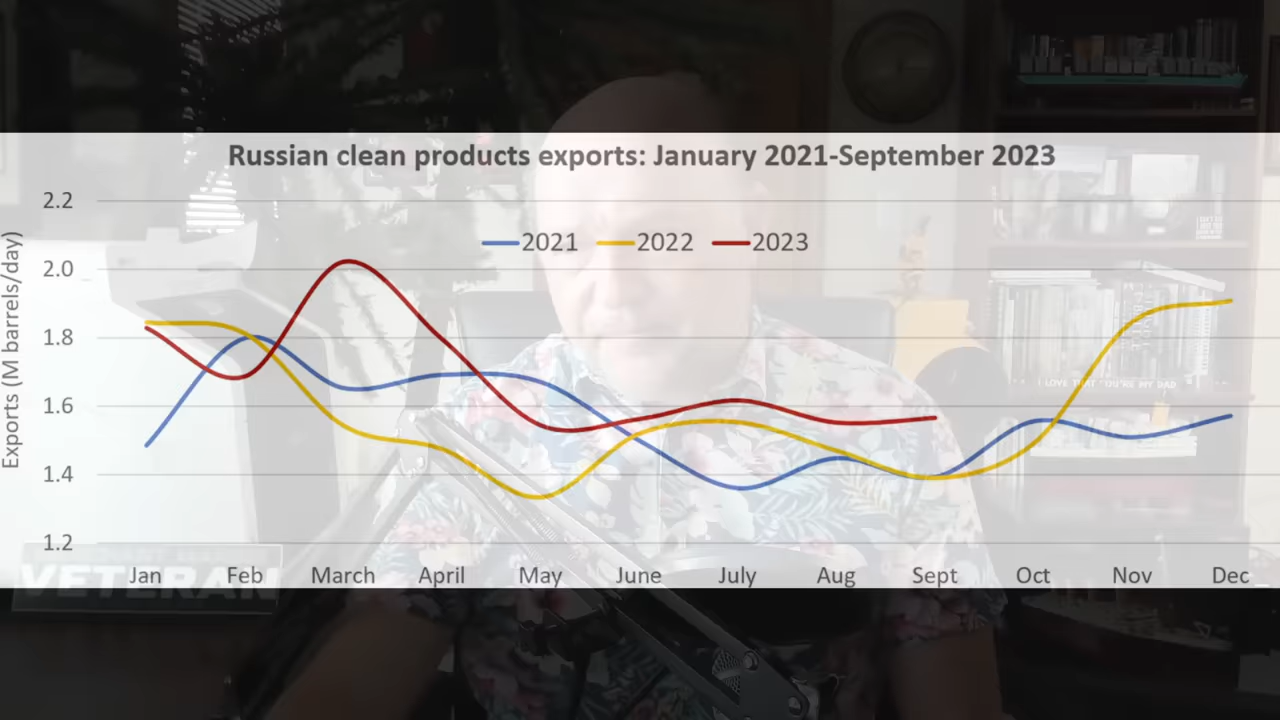 Russian clean products exports: January 2021-September 2023
2021 2022 2023
Exports (M barrels/day)
2.2
2.0
1.8
1.6
1.4
1.2
Jan Feb March April May June July Aug Sept Oct Nov Dec
I LOVE THAT YOU'RE MY DAD
VETERAN